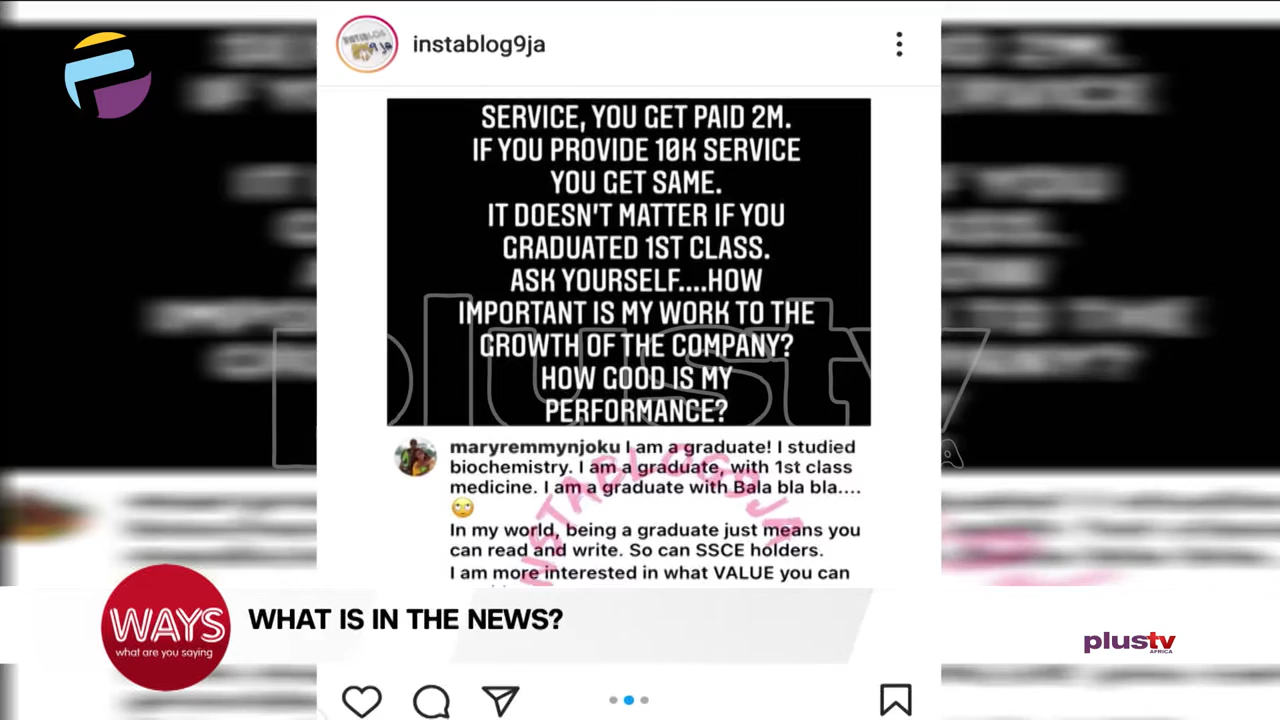 instablog9ja
SERVICE, YOU GET PAID 2M.
IF YOU PROVIDE 10K SERVICE
YOU GET SAME.
IT DOESN'T MATTER IF YOU
GRADUATED 1ST CLASS.
ASK YOURSELF....HOW
IMPORTANT IS MY WORK TO THE
GROWTH OF THE COMPANY?
HOW GOOD IS MY
PERFORMANCE?
plustv
maryremmynjoku I am a graduate! I studied
biochemistry. I am a graduate, with 1st class
medicine. I am a graduate with Bala bla bla....
🙄
In my world, being a graduate just means you
can read and write. So can SSCE holders.
I am more interested in what VALUE you can
INSTABLOG9JA
WAYS
what are you saying
WHAT IS IN THE NEWS?
plustv
AFRICA